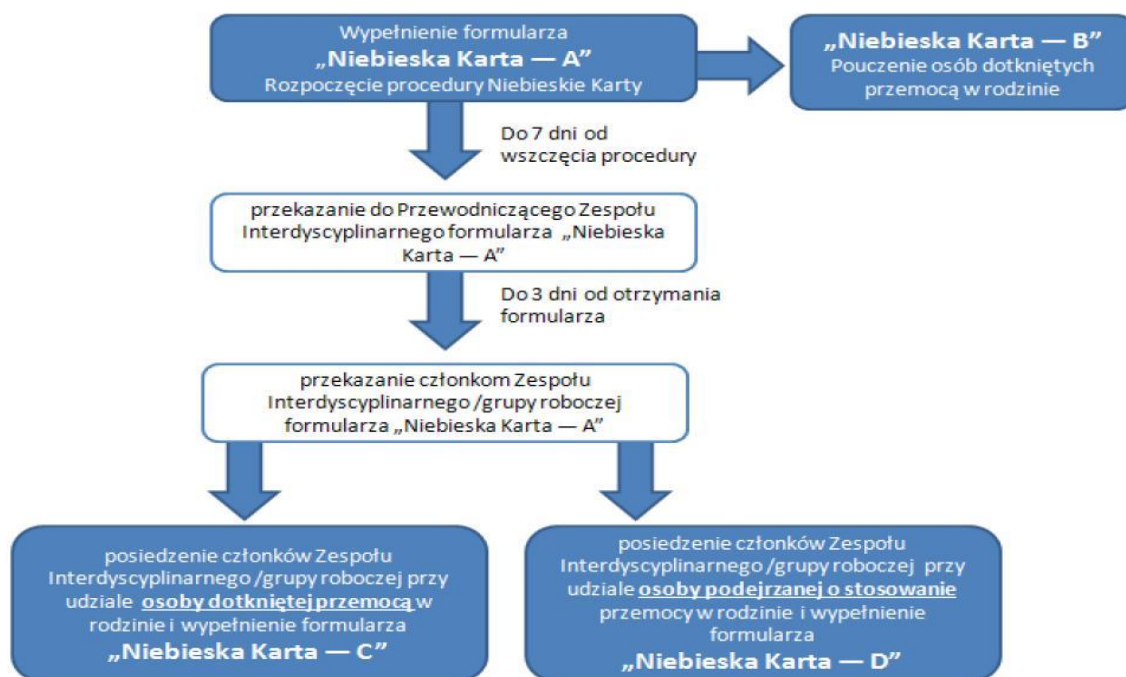 Wypełnienie formularza
„Niebieska Karta — A”
Rozpoczęcie procedury Niebieskie Karty
„Niebieska Karta — B”
Pouczenie osób dotkniętych
przemocą w rodzinie
Do 7 dni od
wszczęcia procedury
przekazanie do Przewodniczącego Zespołu
Interdyscyplinarnego formularza „Niebieska
Karta — A”
Do 3 dni od otrzymania
formularza
przekazanie członkom Zespołu
Interdyscyplinarnego /grupy roboczej
formularza „Niebieska Karta — A”
posiedzenie członków Zespołu
Interdyscyplinarnego /grupy roboczej przy
udziale osoby dotkniętej przemocą w
rodzinie i wypełnienie formularza
„Niebieska Karta — C”
posiedzenie członków Zespołu
Interdyscyplinarnego /grupy roboczej przy
udziale osoby podejrzanej o stosowanie
przemocy w rodzinie i wypełnienie
formularza
„Niebieska Karta — D”